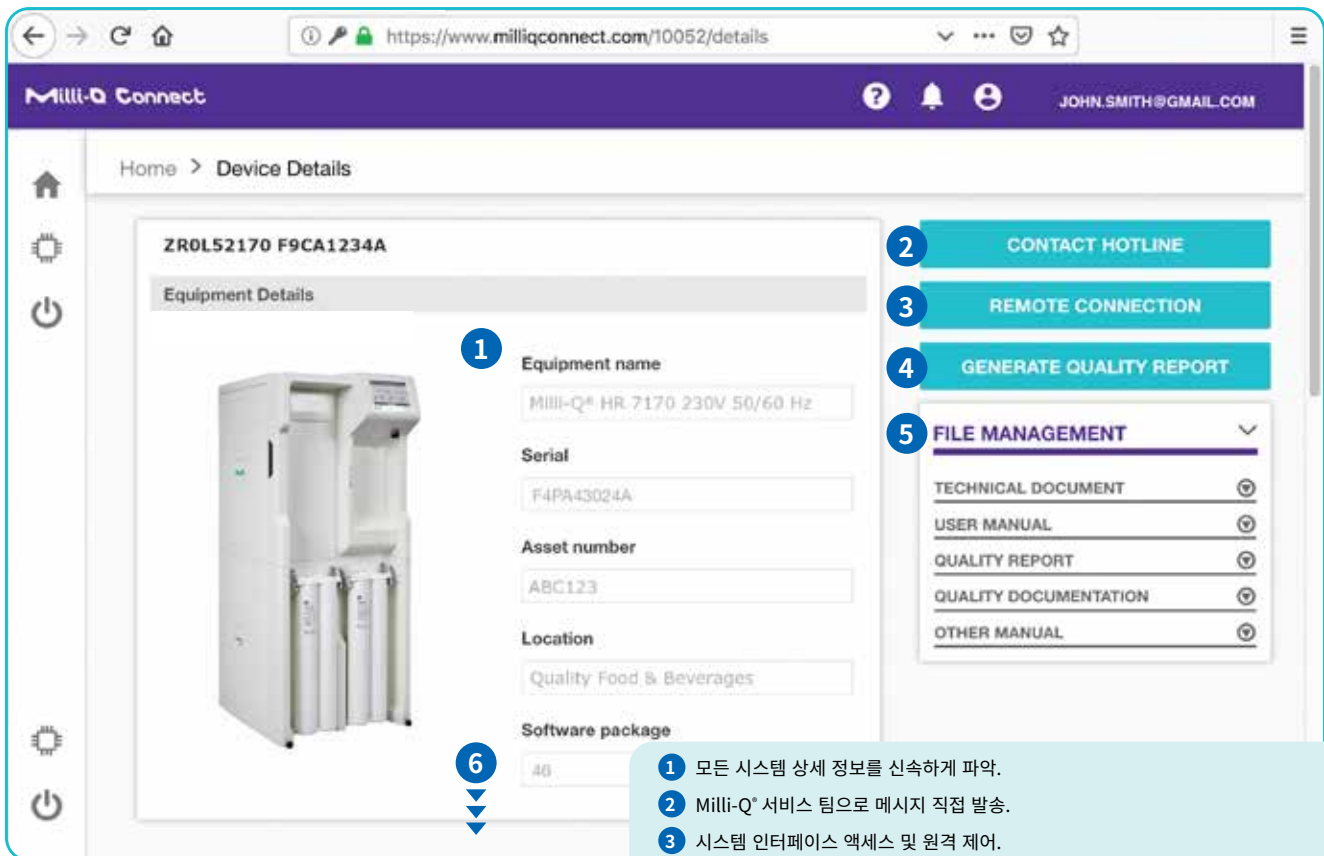 https://www.milliqconnect.com/10052/details
Milli-Q Connect
JOHN.SMITH@GMAIL.COM
Home > Device Details
ZR0L52170 F9CA1234A
Equipment Details
1
Equipment name
Milli-Q® HR 7170 230V 50/60 Hz
Serial
F4PA43024A
Asset number
ABC123
Location
Quality Food & Beverages
Software package
46
6
2 CONTACT HOTLINE
3 REMOTE CONNECTION
4 GENERATE QUALITY REPORT
5 FILE MANAGEMENT
TECHNICAL DOCUMENT
USER MANUAL
QUALITY REPORT
QUALITY DOCUMENTATION
OTHER MANUAL
1 모든 시스템 상세 정보를 신속하게 파악.
2 Milli-Q® 서비스 팀으로 메시지 직접 발송.
3 시스템 인터페이스 액세스 및 원격 제어.